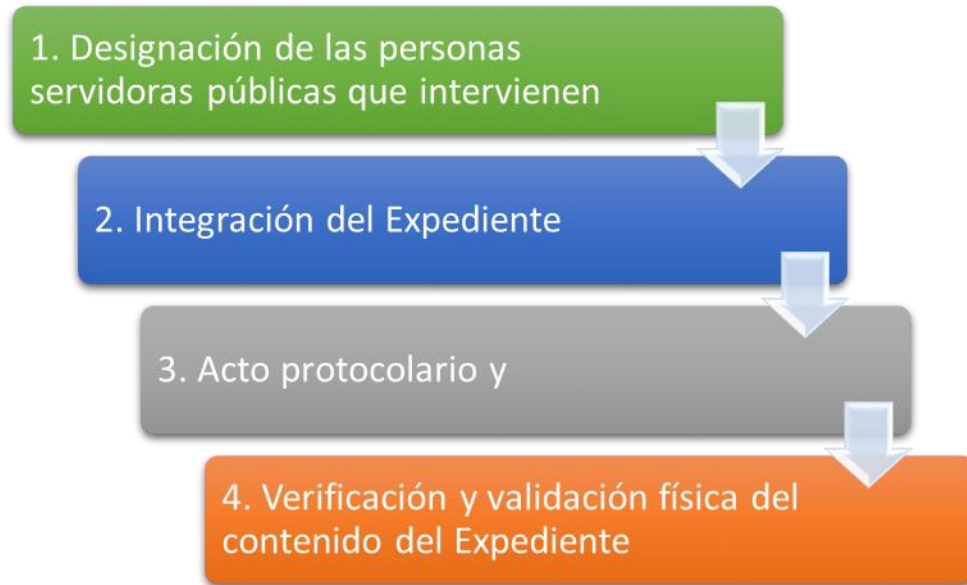 1. Designación de las personas
servidoras públicas que intervienen
2. Integración del Expediente
3. Acto protocolario y
4. Verificación y validación física del
contenido del Expediente